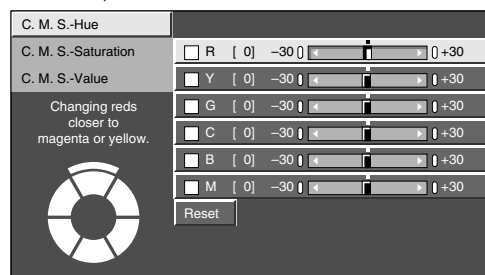 C. M. S.-Hue
C. M. S.-Saturation
C. M. S.-Value
Changing reds
closer to
magenta or yellow.
R [ 0] –30 +30
Y [ 0] –30 +30
G [ 0] –30 +30
C [ 0] –30 +30
B [ 0] –30 +30
M [ 0] –30 +30
Reset